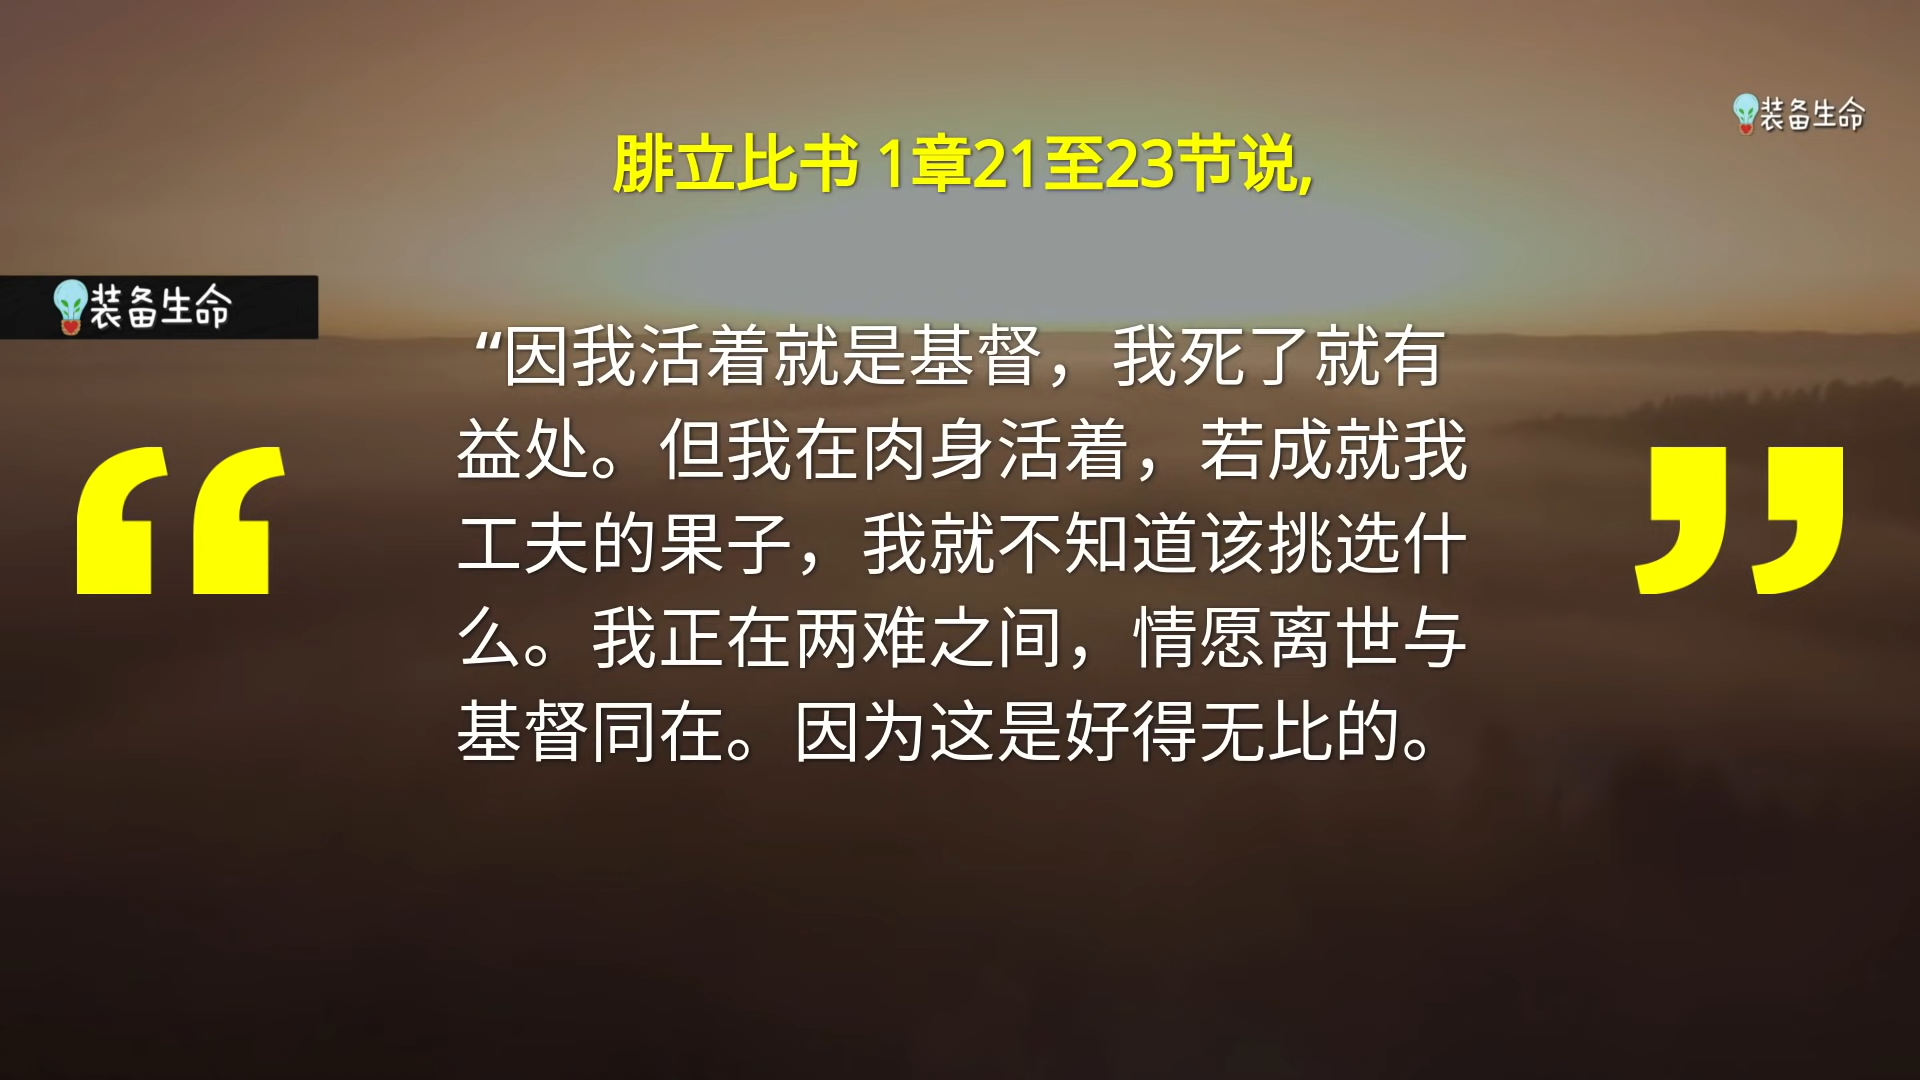 装备生命
腓立比书 1章21至23节说,
装备生命
“因我活着就是基督，我死了就有
益处。但我在肉身活着，若成就我
工夫的果子，我就不知道该挑选什
么。我正在两难之间，情愿离世与
基督同在。因为这是好得无比的。
“ ”